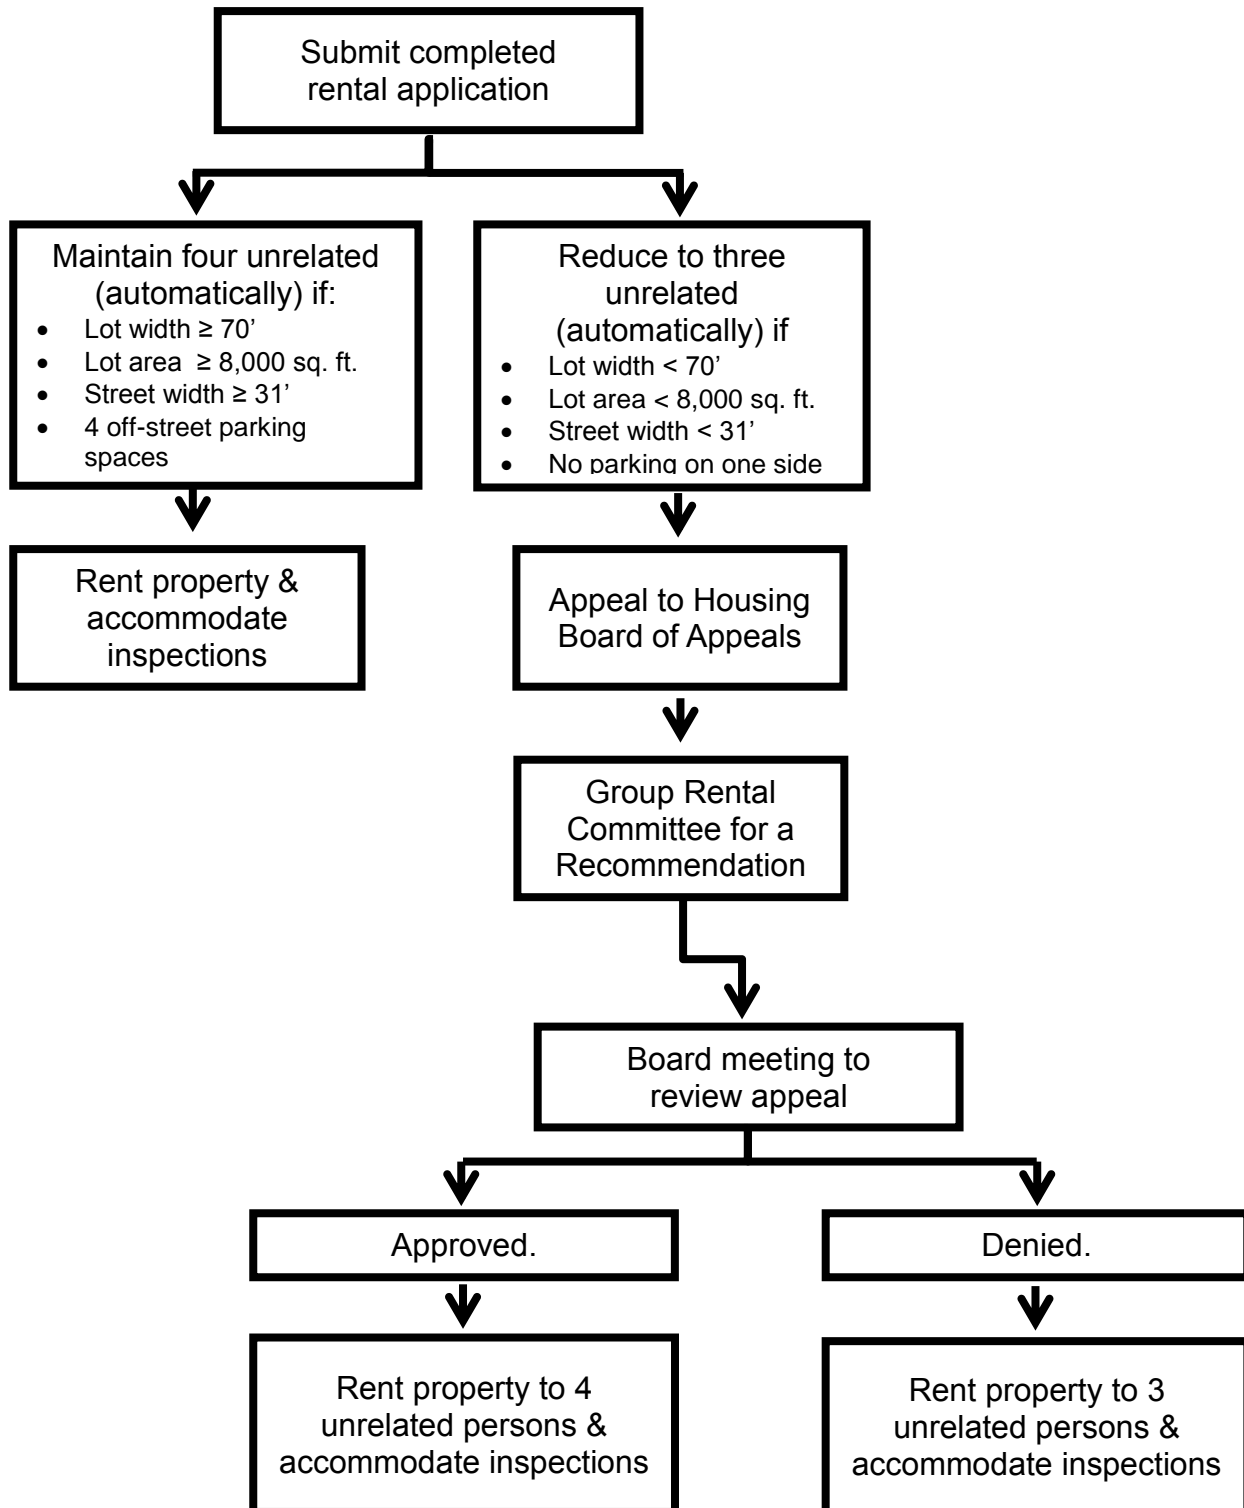 Submit completed
rental application
Maintain four unrelated
(automatically) if:
• Lot width ≥ 70’
• Lot area ≥ 8,000 sq. ft.
• Street width ≥ 31’
• 4 off-street parking
spaces
Reduce to three
unrelated
(automatically) if
• Lot width < 70’
• Lot area < 8,000 sq. ft.
• Street width < 31’
• No parking on one side
Rent property &
accommodate
inspections
Appeal to Housing
Board of Appeals
Group Rental
Committee for a
Recommendation
Board meeting to
review appeal
Approved.
Denied.
Rent property to 4
unrelated persons &
accommodate inspections
Rent property to 3
unrelated persons &
accommodate inspections